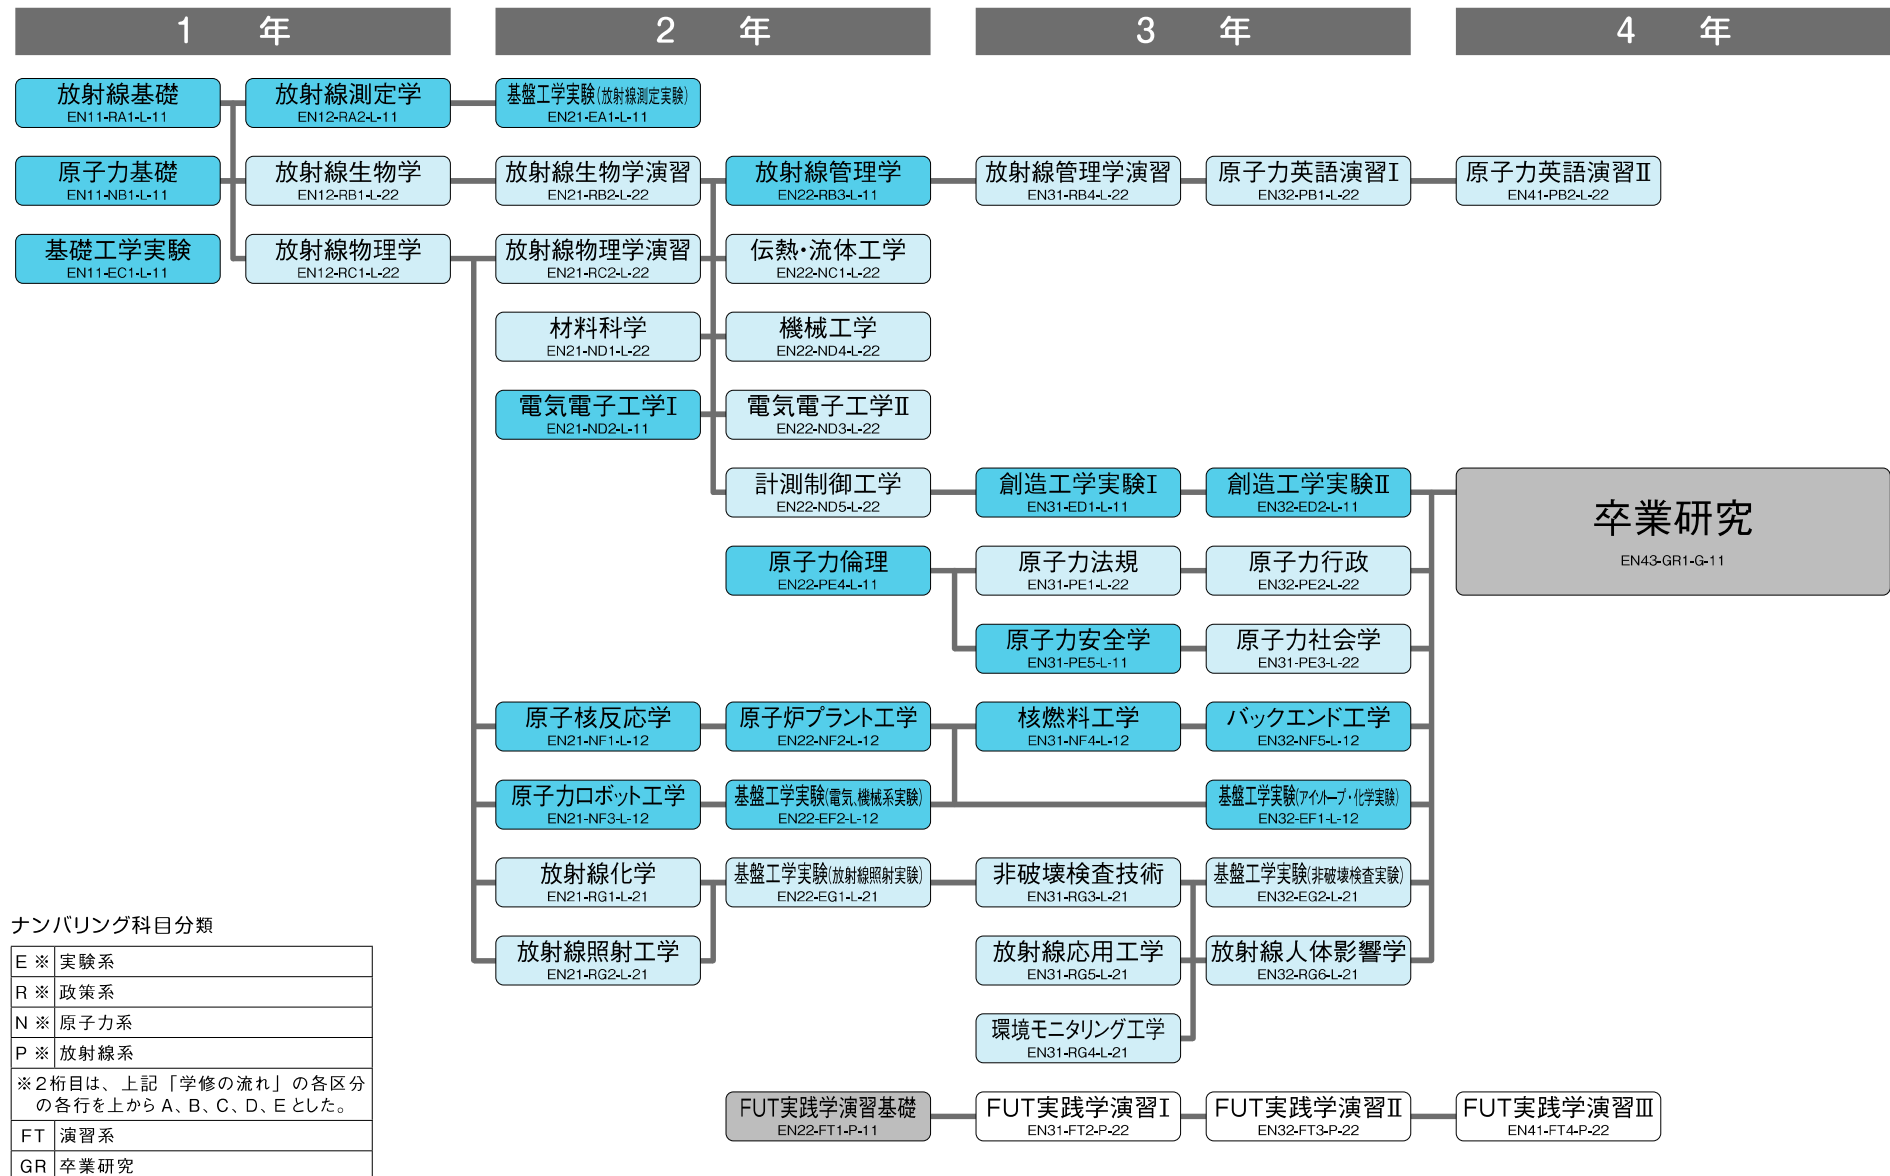 1 年
2 年
3 年
4 年
放射線基礎
EN11-RA1-L-11
放射線測定学
EN12-RA2-L-11
基盤工学実験(放射線測定実験)
EN21-EA1-L-11
原子力基礎
EN11-NB1-L-11
放射線生物学
EN12-RB1-L-22
放射線生物学演習
EN21-RB2-L-22
放射線管理学
EN22-RB3-L-11
放射線管理学演習
EN31-RB4-L-22
原子力英語演習Ⅰ
EN32-PB1-L-22
原子力英語演習Ⅱ
EN41-PB2-L-22
基礎工学実験
EN11-EC1-L-11
放射線物理学
EN12-RC1-L-22
放射線物理学演習
EN21-RC2-L-22
伝熱・流体工学
EN22-NC1-L-22
材料科学
EN21-ND1-L-22
機械工学
EN22-ND4-L-22
電気電子工学Ⅰ
EN21-ND2-L-11
電気電子工学Ⅱ
EN22-ND3-L-22
計測制御工学
EN22-ND5-L-22
創造工学実験Ⅰ
EN31-ED1-L-11
創造工学実験Ⅱ
EN32-ED2-L-11
卒業研究
EN43-GR1-G-11
原子力倫理
EN22-PE4-L-11
原子力法規
EN31-PE1-L-22
原子力行政
EN32-PE2-L-22
原子力安全学
EN31-PE5-L-11
原子力社会学
EN31-PE3-L-22
原子核反応学
EN21-NF1-L-12
原子炉プラント工学
EN22-NF2-L-12
核燃料工学
EN31-NF4-L-12
バックエンド工学
EN32-NF5-L-12
原子力ロボット工学
EN21-NF3-L-12
基盤工学実験(電気、機械系実験)
EN22-EF2-L-12
基盤工学実験(アイソトープ・化学実験)
EN32-EF1-L-12
放射線化学
EN21-RG1-L-21
基盤工学実験(放射線照射実験)
EN22-EG1-L-21
非破壊検査技術
EN31-RG3-L-21
基盤工学実験(非破壊検査実験)
EN32-EG2-L-21
放射線照射工学
EN21-RG2-L-21
放射線応用工学
EN31-RG5-L-21
放射線人体影響学
EN32-RG6-L-21
環境モニタリング工学
EN31-RG4-L-21
FUT実践学演習基礎
EN22-FT1-P-11
FUT実践学演習Ⅰ
EN31-FT2-P-22
FUT実践学演習Ⅱ
EN32-FT3-P-22
FUT実践学演習Ⅲ
EN41-FT4-P-22
ナンバリング科目分類
E ※ 実験系
R ※ 政策系
N ※ 原子力系
P ※ 放射線系
※2桁目は、上記「学修の流れ」の各区分
の各行を上から A、B、C、D、E とした。
FT 演習系
GR 卒業研究